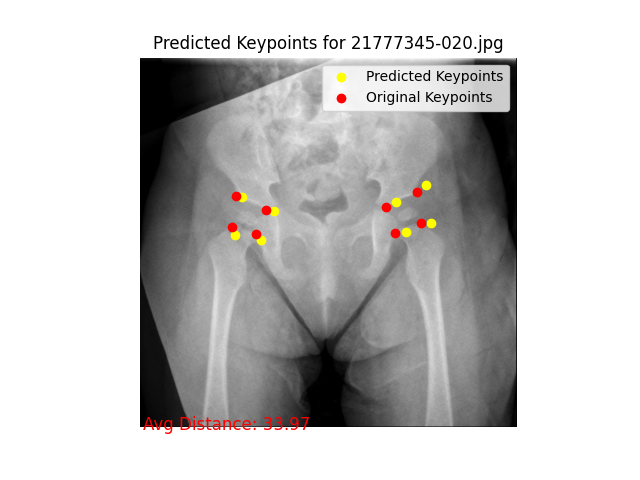 Predicted Keypoints for 21777345-020.jpg
Predicted Keypoints
Original Keypoints
Avg Distance: 33.97